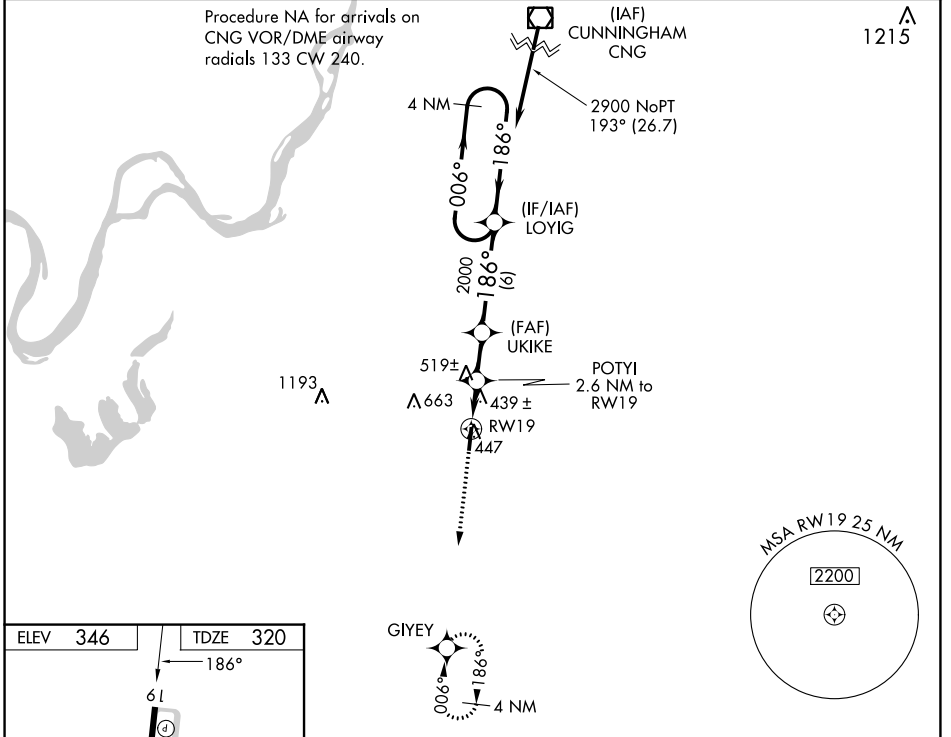 Procedure NA for arrivals on
CNG VOR/DME airway
radials 133 CW 240.
(IAF)
CUNNINGHAM
CNG
1215
4 NM
2900 NoPT
193° (26.7)
006°
186°
(IF/IAF)
LOYIG
2000
186°
(6)
(FAF)
UKIKE
519±
POTYI
2.6 NM to
RW19
1193
663
439 ±
RW19
447
MSA RW19 25 NM
2200
ELEV 346
TDZE 320
186°
19
P
GIYEY
006°
186°
4 NM